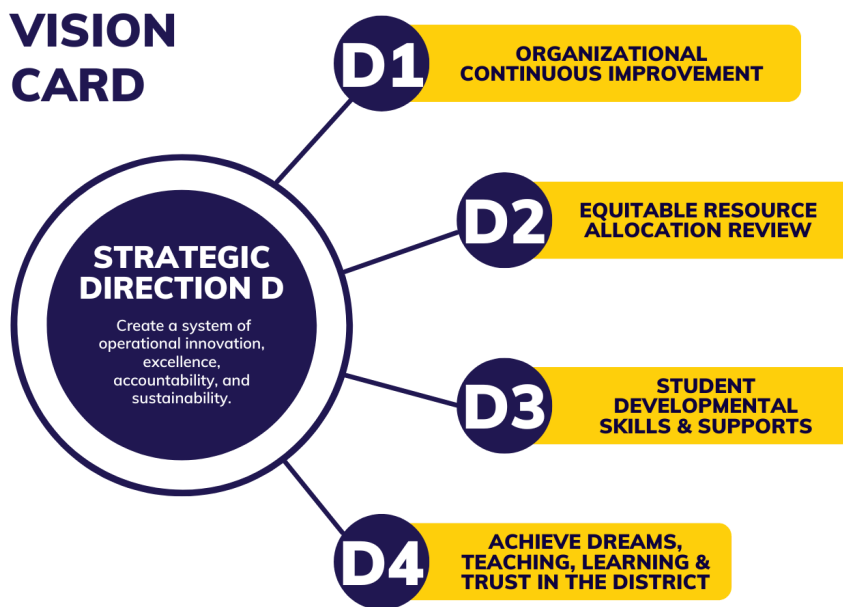 VISION
CARD
D1
ORGANIZATIONAL
CONTINUOUS IMPROVEMENT
D2
EQUITABLE RESOURCE
ALLOCATION REVIEW
STRATEGIC
DIRECTION D
Create a system of
operational innovation,
excellence,
accountability, and
sustainability.
D3
STUDENT
DEVELOPMENTAL
SKILLS & SUPPORTS
D4
ACHIEVE DREAMS,
TEACHING, LEARNING &
TRUST IN THE DISTRICT